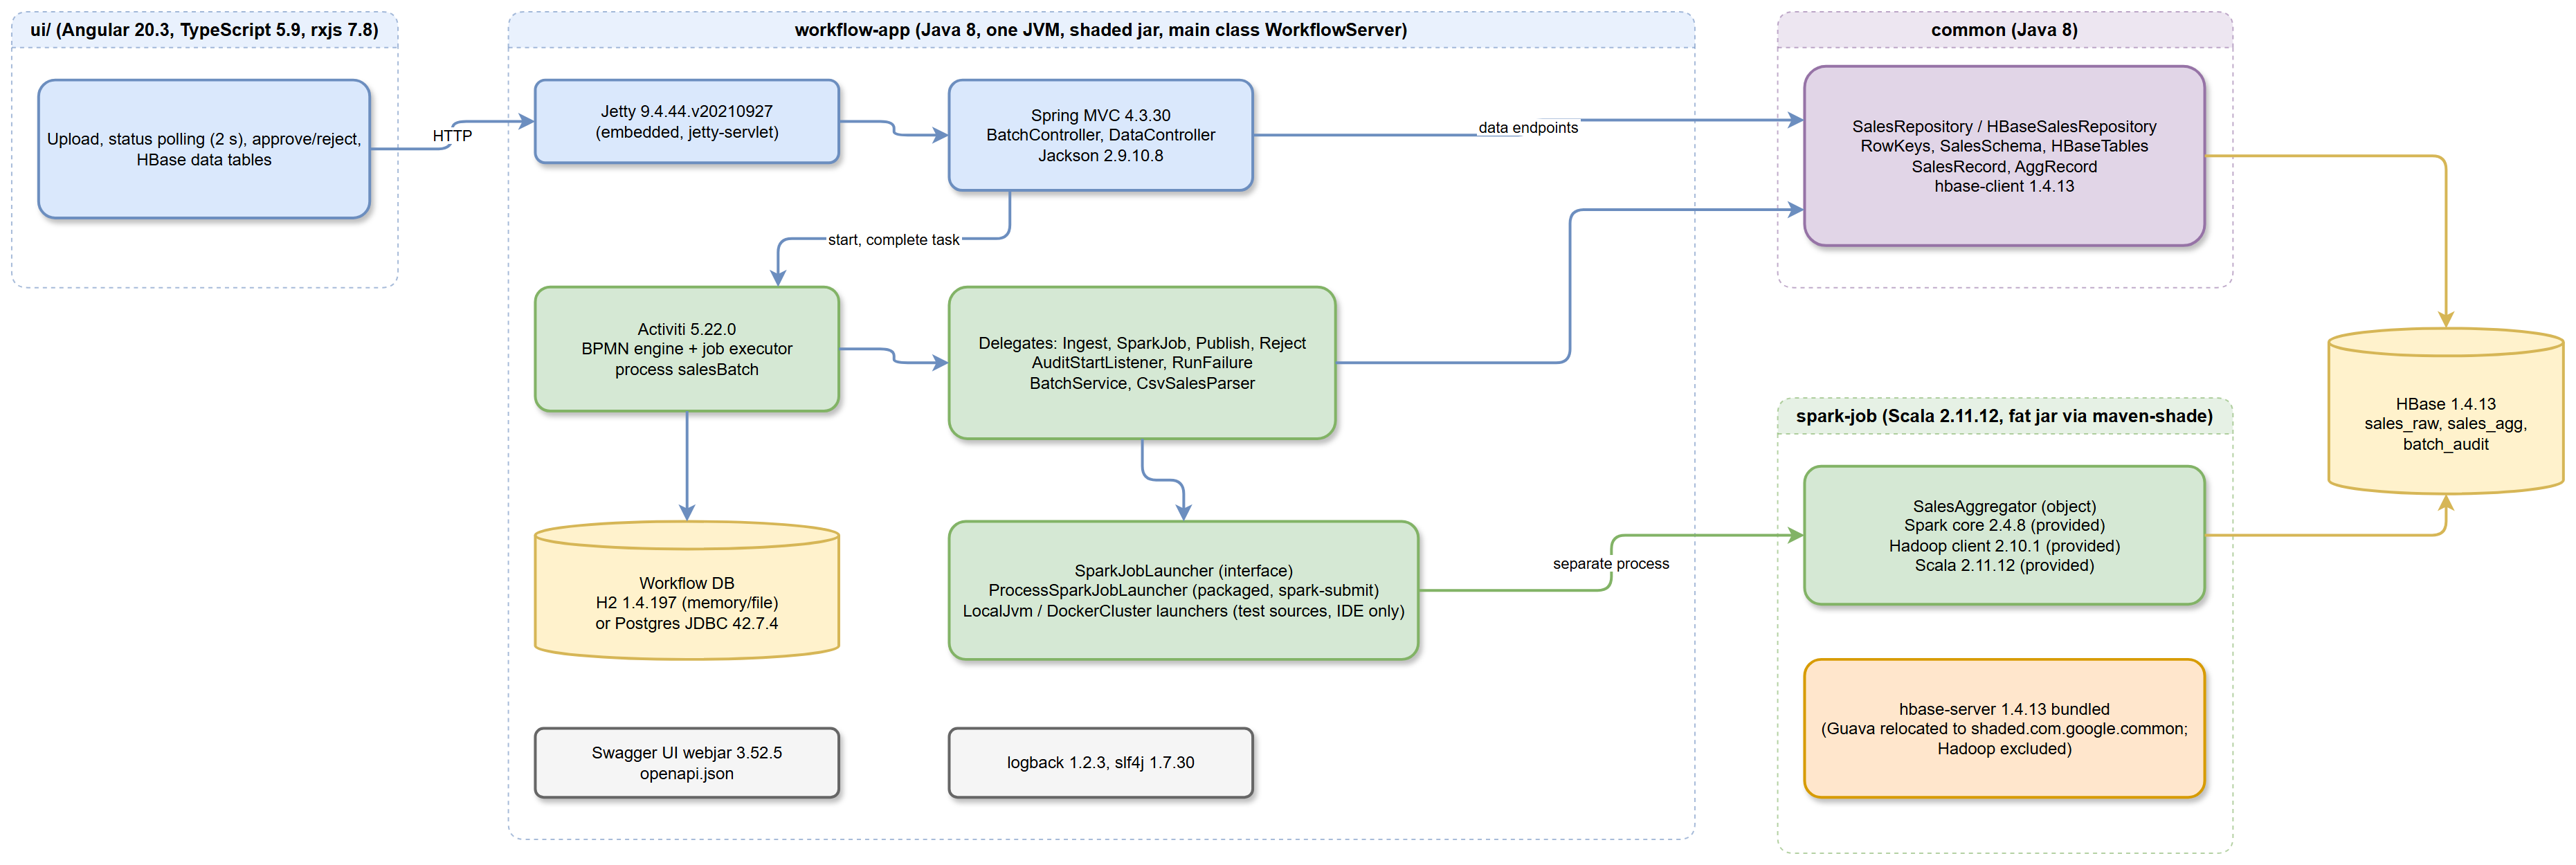 ui/ (Angular 20.3, TypeScript 5.9, rxjs 7.8)
Upload, status polling (2 s), approve/reject,
HBase data tables
HTTP
workflow-app (Java 8, one JVM, shaded jar, main class WorkflowServer)
Jetty 9.4.44.v20210927
(embedded, jetty-servlet)
Spring MVC 4.3.30
BatchController, DataController
Jackson 2.9.10.8
data endpoints
start, complete task
Activiti 5.22.0
BPMN engine + job executor
process salesBatch
Delegates: Ingest, SparkJob, Publish, Reject
AuditStartListener, RunFailure
BatchService, CsvSalesParser
Workflow DB
H2 1.4.197 (memory/file)
or Postgres JDBC 42.7.4
SparkJobLauncher (interface)
ProcessSparkJobLauncher (packaged, spark-submit)
LocalJvm / DockerCluster launchers (test sources, IDE only)
separate process
Swagger UI webjar 3.52.5
openapi.json
logback 1.2.3, slf4j 1.7.30
common (Java 8)
SalesRepository / HBaseSalesRepository
RowKeys, SalesSchema, HBaseTables
SalesRecord, AggRecord
hbase-client 1.4.13
spark-job (Scala 2.11.12, fat jar via maven-shade)
SalesAggregator (object)
Spark core 2.4.8 (provided)
Hadoop client 2.10.1 (provided)
Scala 2.11.12 (provided)
hbase-server 1.4.13 bundled
(Guava relocated to shaded.com.google.common;
Hadoop excluded)
HBase 1.4.13
sales_raw, sales_agg,
batch_audit